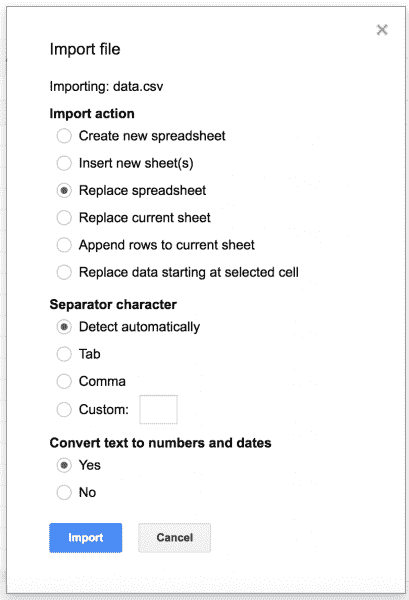 Import file
Importing: data.csv
Import action
Create new spreadsheet
Insert new sheet(s)
Replace spreadsheet
Replace current sheet
Append rows to current sheet
Replace data starting at selected cell
Separator character
Detect automatically
Tab
Comma
Custom:
Convert text to numbers and dates
Yes
No
Import Cancel